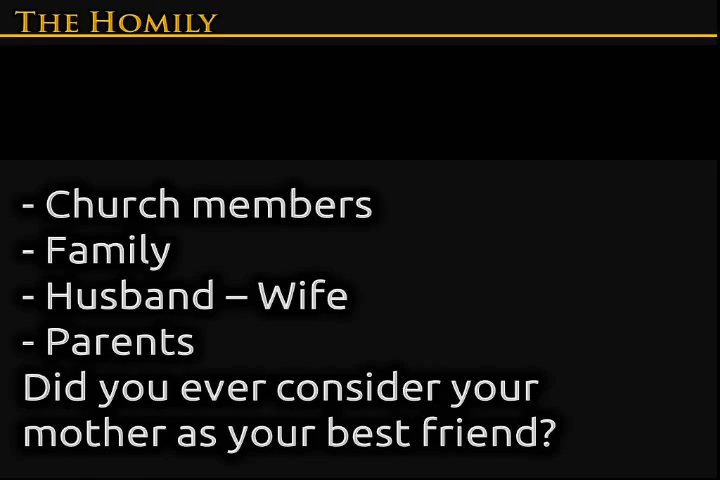 The Homily
- Church members
- Family
- Husband – Wife
- Parents
Did you ever consider your
mother as your best friend?